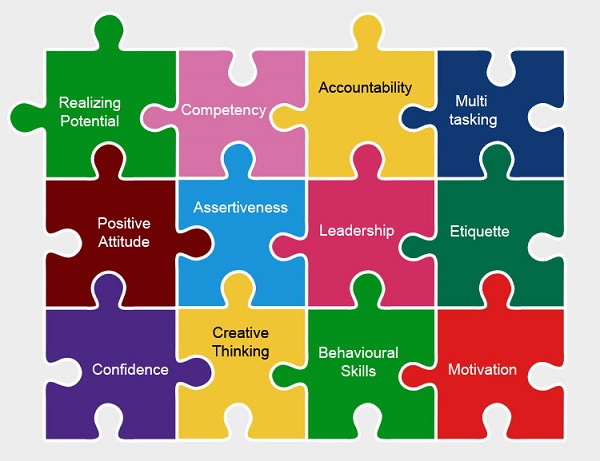 Realizing
Potential
Competency
Accountability
Multi
tasking
Positive
Attitude
Assertiveness
Leadership
Etiquette
Confidence
Creative
Thinking
Behavioural
Skills
Motivation